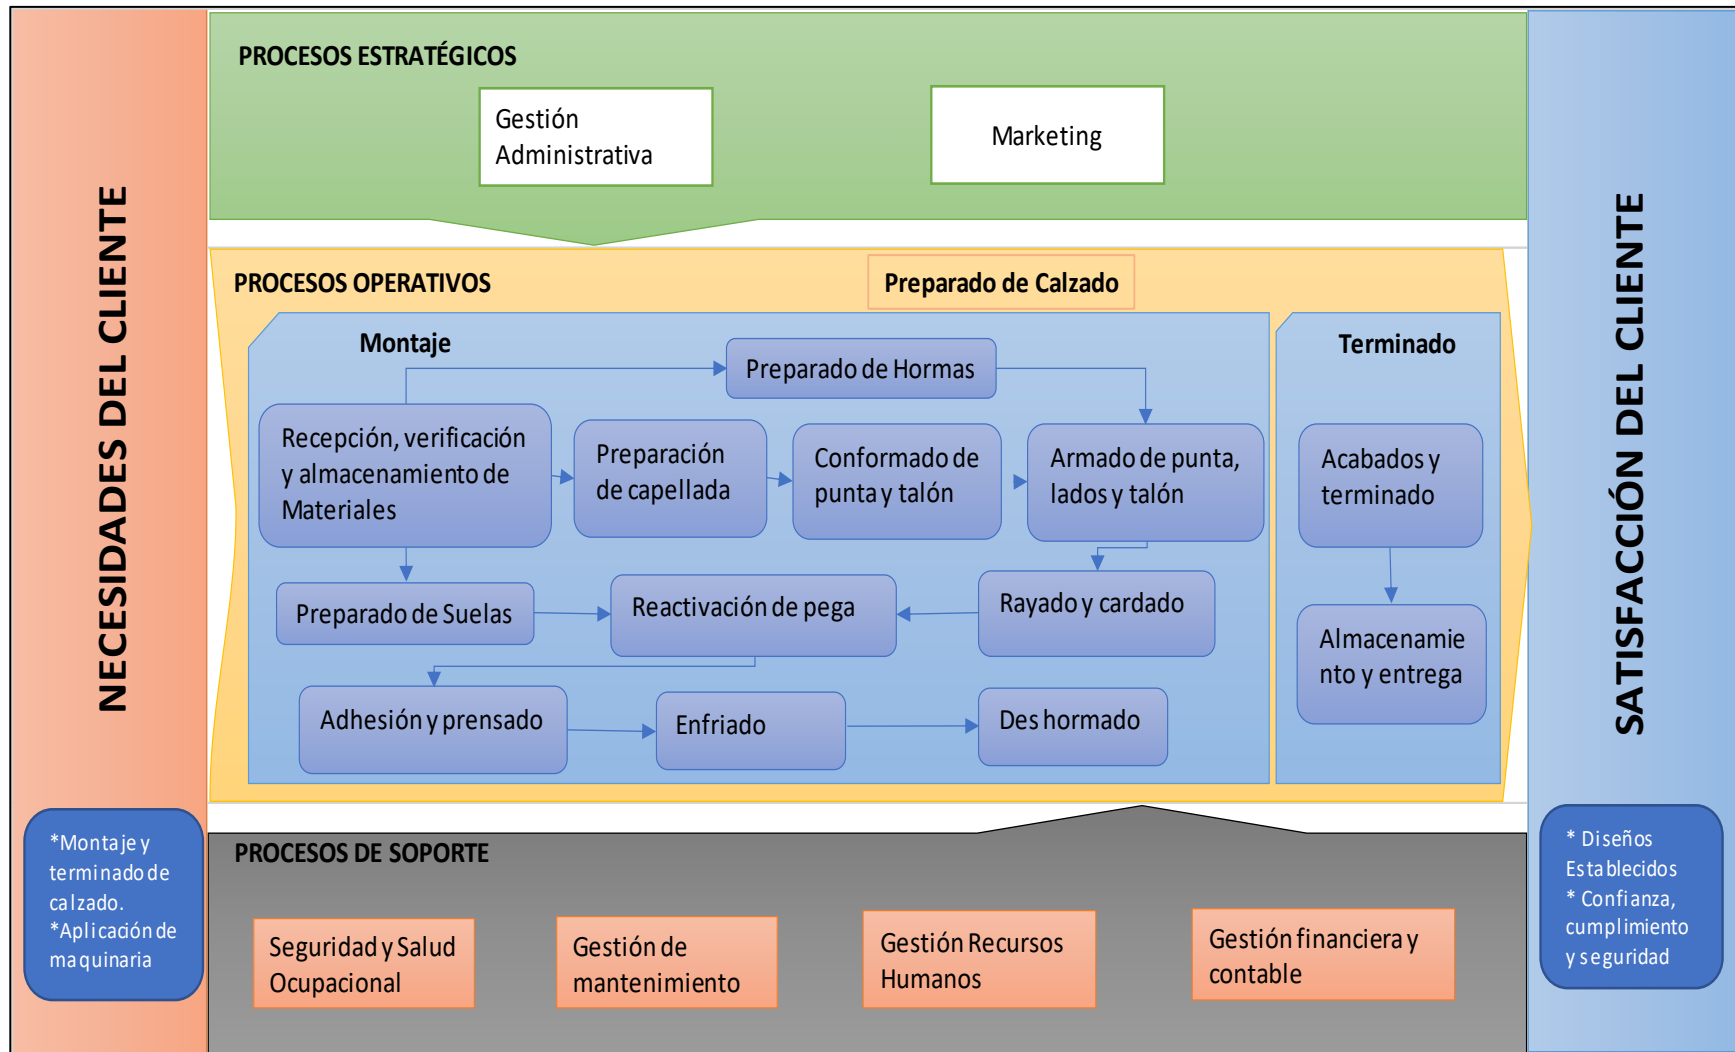 NECESIDADES DEL CLIENTE
*Montaje y
terminado de
calzado.
*Aplicación de
maquinaria
PROCESOS ESTRATÉGICOS
Gestión
Administrativa
Marketing
PROCESOS OPERATIVOS
Preparado de Calzado
Montaje
Preparado de Hormas
Recepción, verificación
y almacenamiento de
Materiales
Preparación
de capellada
Conformado de
punta y talón
Armado de punta,
lados y talón
Preparado de Suelas
Reactivación de pega
Rayado y cardado
Adhesión y prensado
Enfriado
Des hormado
Terminado
Acabados y
terminado
Almacenamie
nto y entrega
PROCESOS DE SOPORTE
Seguridad y Salud
Ocupacional
Gestión de
mantenimiento
Gestión Recursos
Humanos
Gestión financiera y
contable
SATISFACCIÓN DEL CLIENTE
* Diseños
Establecidos
* Confianza,
cumplimiento
y seguridad